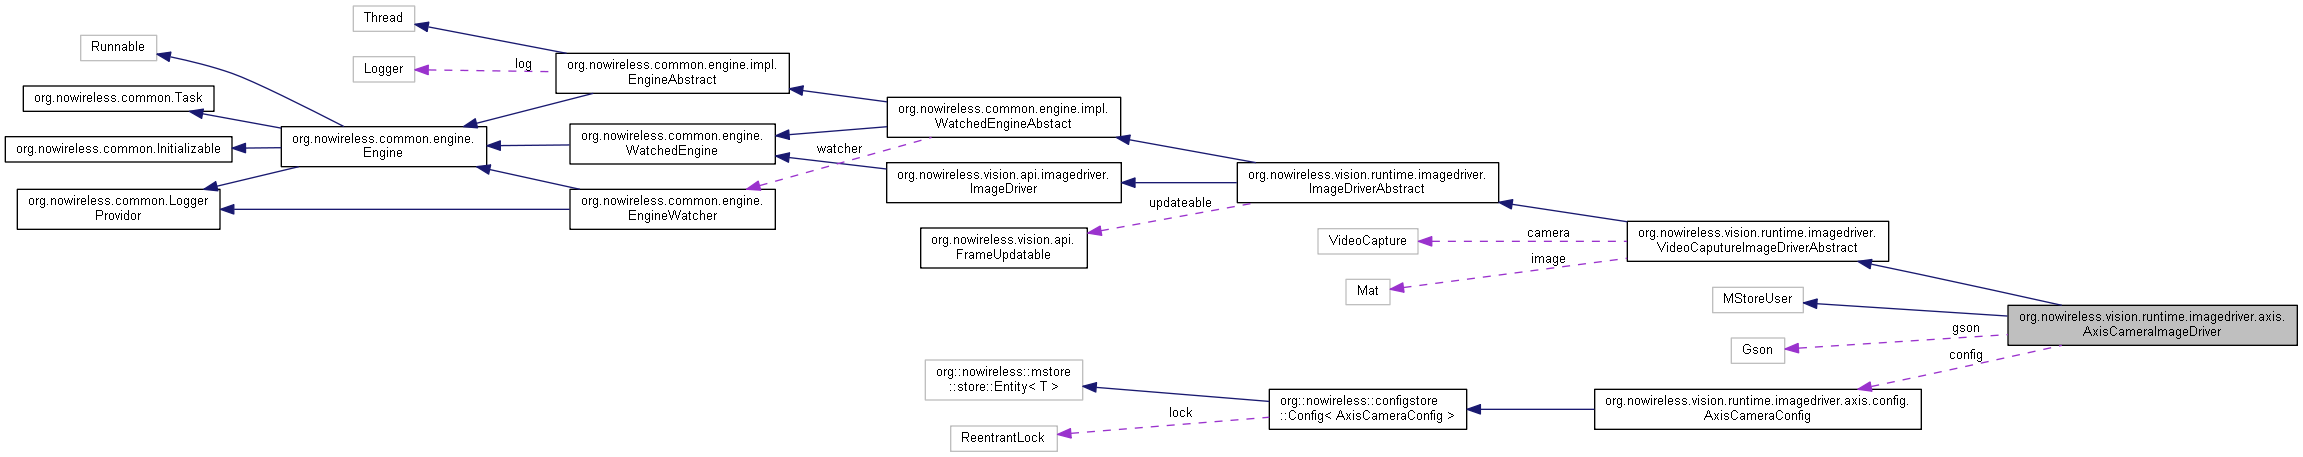 Thread
Runnable
Logger
log
org.nowireless.common.engine.impl.
EngineAbstract
org.nowireless.common.Task
org.nowireless.common.Initializable
org.nowireless.common.engine.
Engine
org.nowireless.common.Logger
Providor
org.nowireless.common.engine.
WatchedEngine
org.nowireless.common.engine.
EngineWatcher
watcher
org.nowireless.common.engine.impl.
WatchedEngineAbstact
org.nowireless.vision.api.imagedriver.
ImageDriver
updateable
org.nowireless.vision.api.
FrameUpdatable
org.nowireless.vision.runtime.imagedriver.
ImageDriverAbstract
VideoCapture
camera
image
Mat
org.nowireless.vision.runtime.imagedriver.
VideoCaputureImageDriverAbstract
MStoreUser
Gson
gson
config
org.nowireless.vision.runtime.imagedriver.axis.
AxisCameraImageDriver
org::nowireless::mstore
::store::Entity< T >
lock
ReentrantLock
org::nowireless::configstore
::Config< AxisCameraConfig >
org.nowireless.vision.runtime.imagedriver.axis.config.
AxisCameraConfig